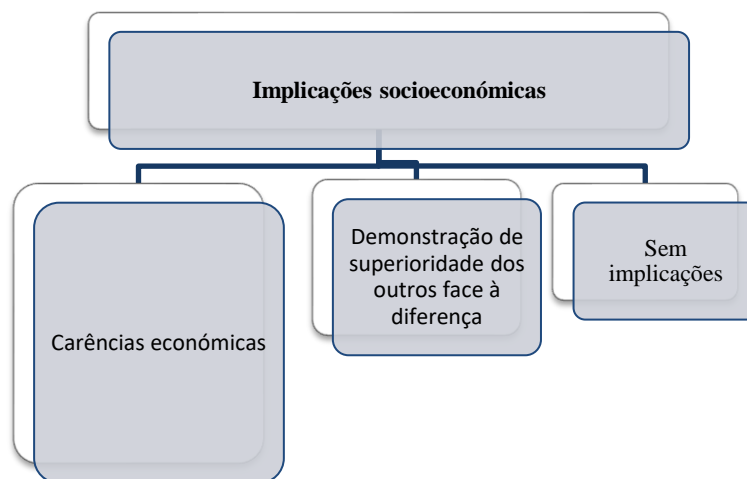 Implicações socioeconómicas
Carências económicas
Demonstração de
superioridade dos
outros face à
diferença
Sem
implicações